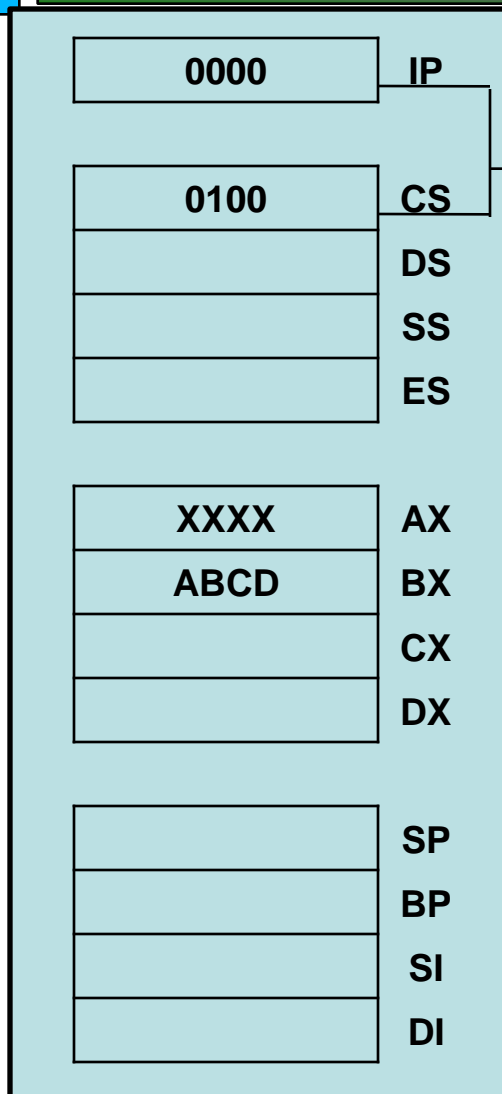 0000 IP
0100 CS
DS
SS
ES
XXXX AX
ABCD BX
CX
DX
SP
BP
SI
DI